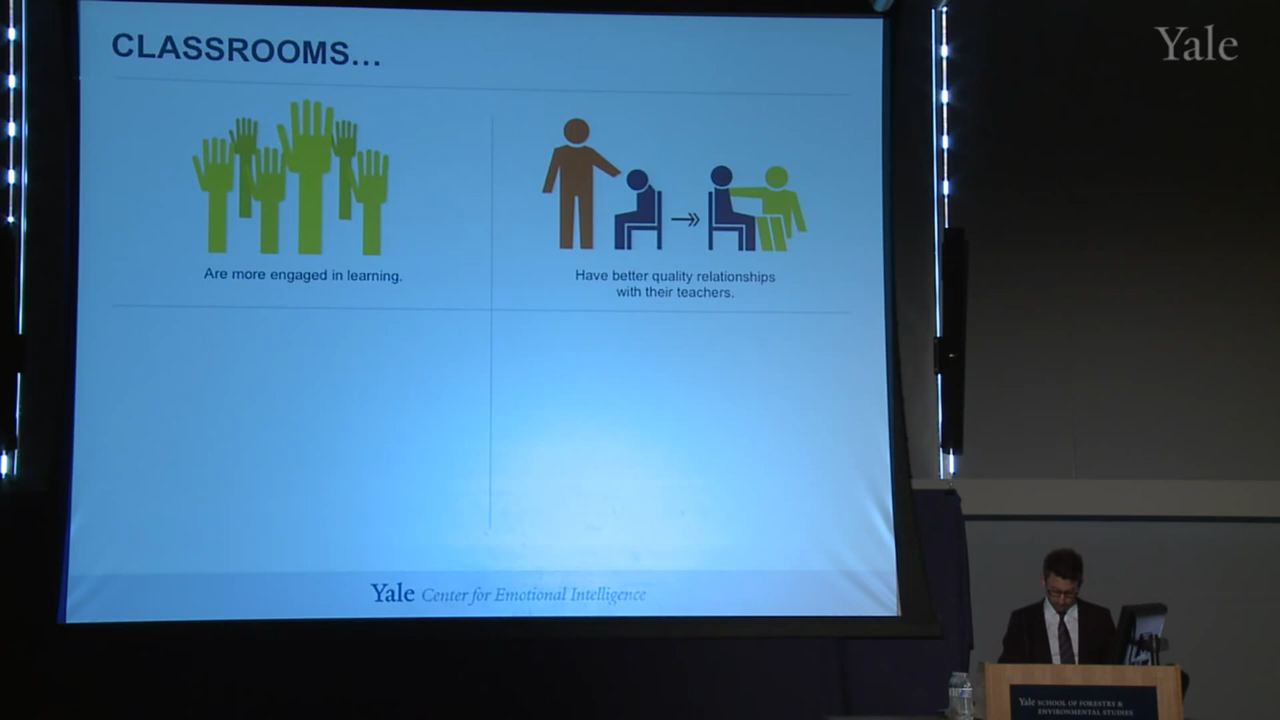 CLASSROOMS…
Yale
Are more engaged in learning.
Have better quality relationships
with their teachers.
Yale Center for Emotional Intelligence
Yale SCHOOL OF FORESTRY &
ENVIRONMENTAL STUDIES